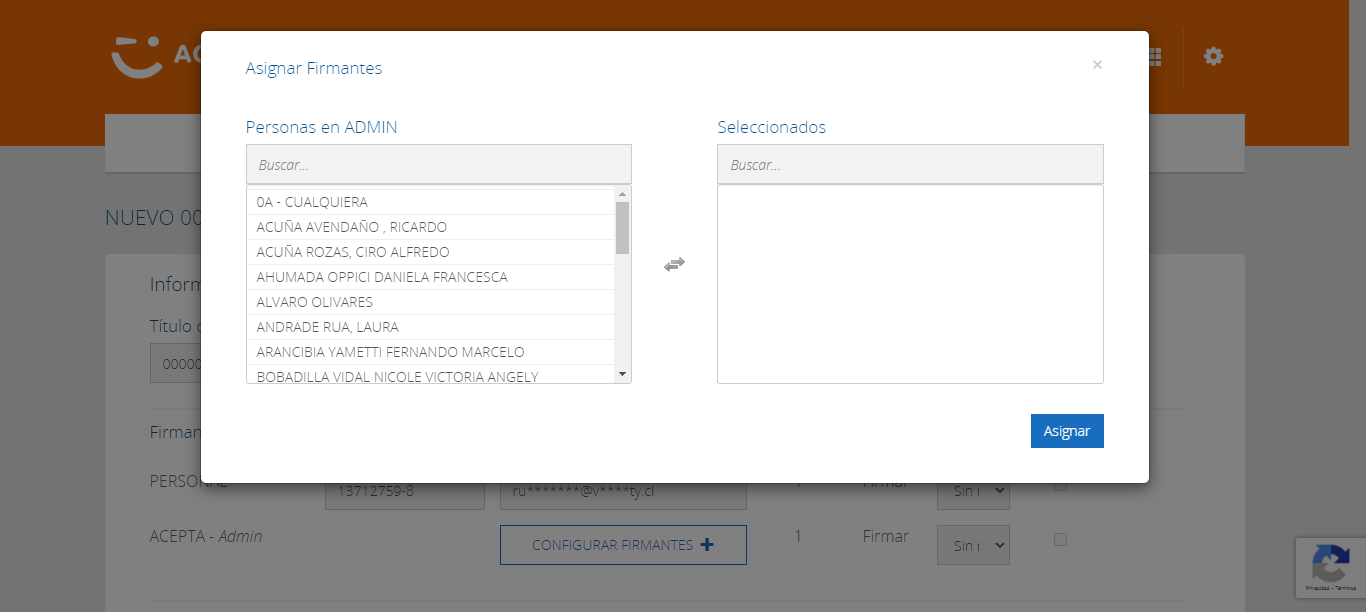 AC
Asignar Firmantes
×
Personas en ADMIN
Seleccionados
Buscar...
Buscar...
0A - CUALQUIERA
ACUÑA AVENDAÑO , RICARDO
ACUÑA ROZAS, CIRO ALFREDO
AHUMADA OPPICI DANIELA FRANCESCA
ALVARO OLIVARES
ANDRADE RUA, LAURA
ARANCIBIA YAMETTI FERNANDO MARCELO
BOBADILLA VIDAL NICOLE VICTORIA ANGELY
Asignar
NUEVO 00
Inform
Título
00000
Firman
PERSONAL 13712759-8 ru*******@v****ty.cl 1 Firmar Sin
ACEPTA - Admin CONFIGURAR FIRMANTES + 1 Firmar Sin
Privacidad - Términos